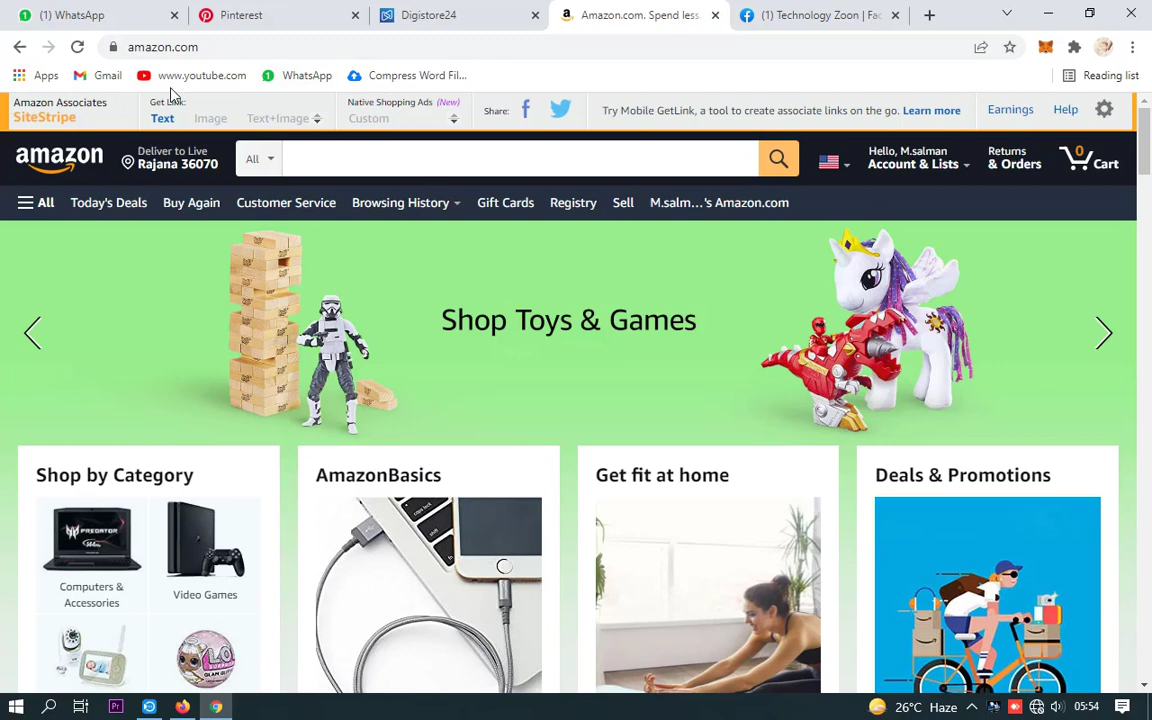 (1) WhatsApp
Pinterest
Digistore24
Amazon.com. Spend less
(1) Technology Zoon | Fac
amazon.com
Apps
Gmail
www.youtube.com
WhatsApp
Compress Word Fil...
Reading list
Amazon Associates
SiteStripe
Get Link:
Text
Image
Text+Image
Native Shopping Ads (New)
Custom
Share:
Try Mobile GetLink, a tool to create associate links on the go. Learn more
Earnings
Help
amazon
Deliver to Live
Rajana 36070
All
Hello, M.salman
Account & Lists
Returns
& Orders
0
Cart
All
Today's Deals
Buy Again
Customer Service
Browsing History
Gift Cards
Registry
Sell
M.salm...'s Amazon.com
Shop Toys & Games
Shop by Category
AmazonBasics
Get fit at home
Deals & Promotions
PREDATOR
Computers &
Accessories
Video Games
26°C Haze
05:54